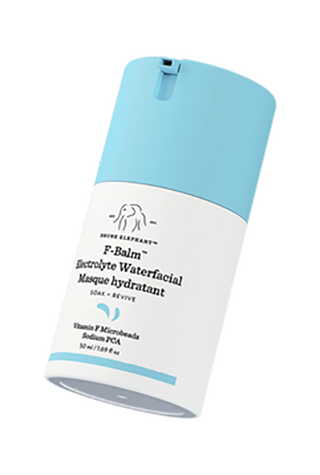 DRUNK ELEPHANT™
F-Balm™
Electrolyte Waterfacial
Masque hydratant
SOAK + REVIVE
Vitamin F Microbeads
Sodium PCA
50 ml / 1.69 fl oz